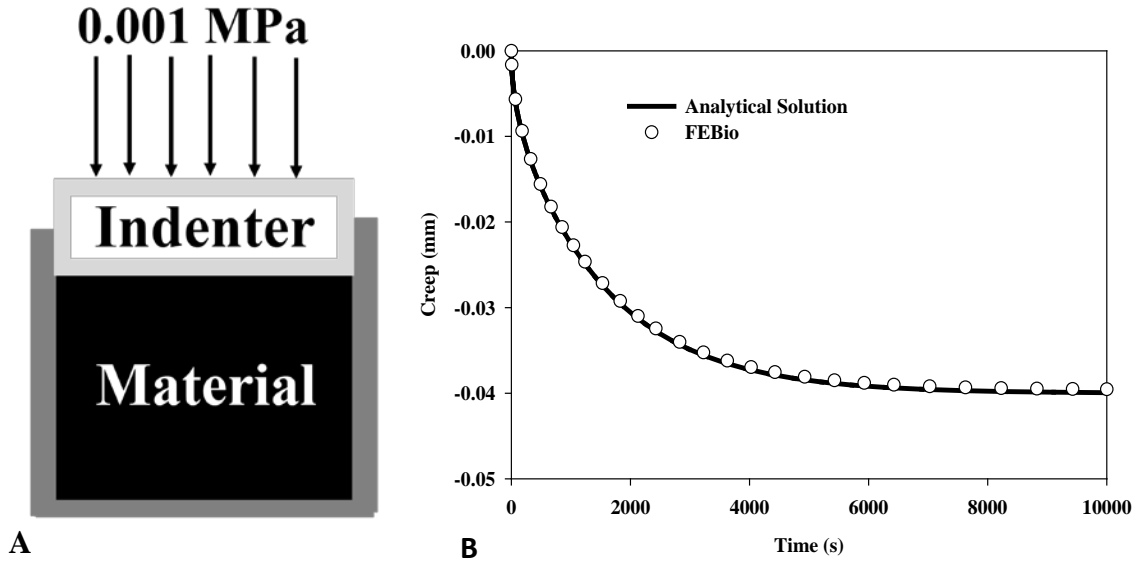 0.001 MPa
Indenter
Material
A
0.00
-0.01
-0.02
-0.03
-0.04
-0.05
Creep (mm)
Analytical Solution
FEBio
0
2000
4000
6000
8000
10000
Time (s)
B